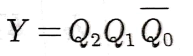 Y = Q₂Q₁Q̅₀